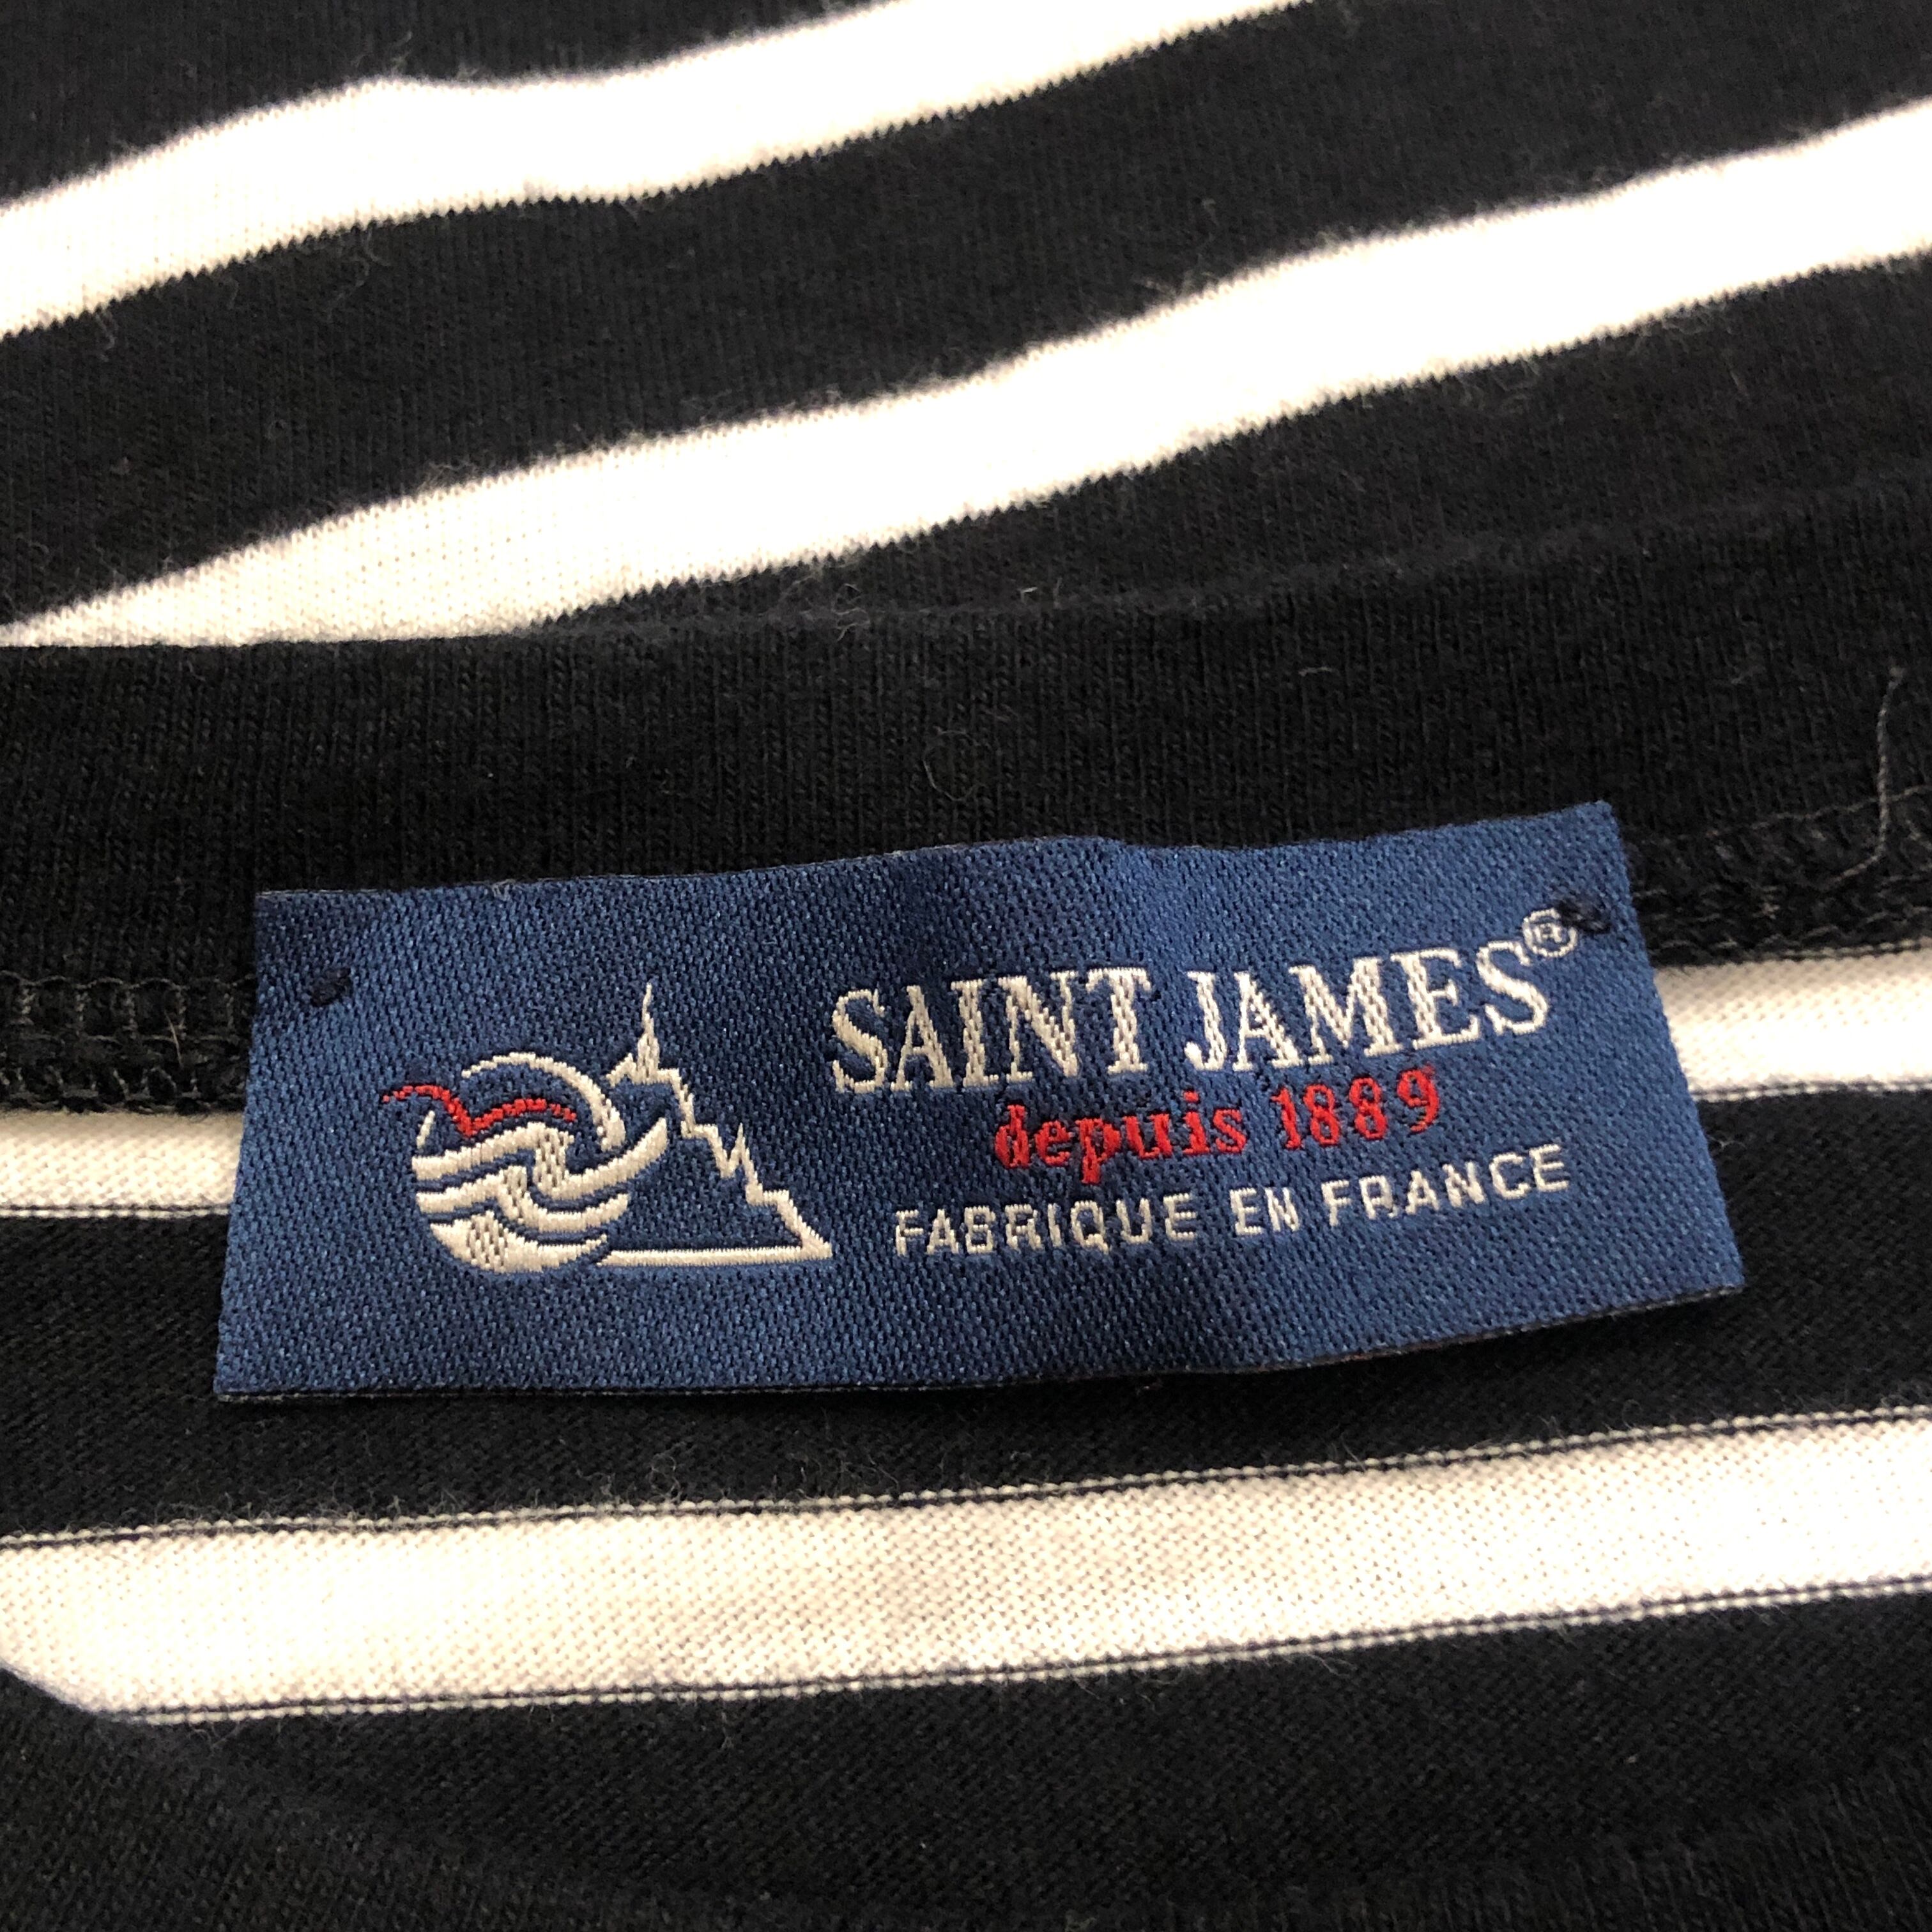 SAINT JAMES®
depuis 1889
FABRIQUE EN FRANCE